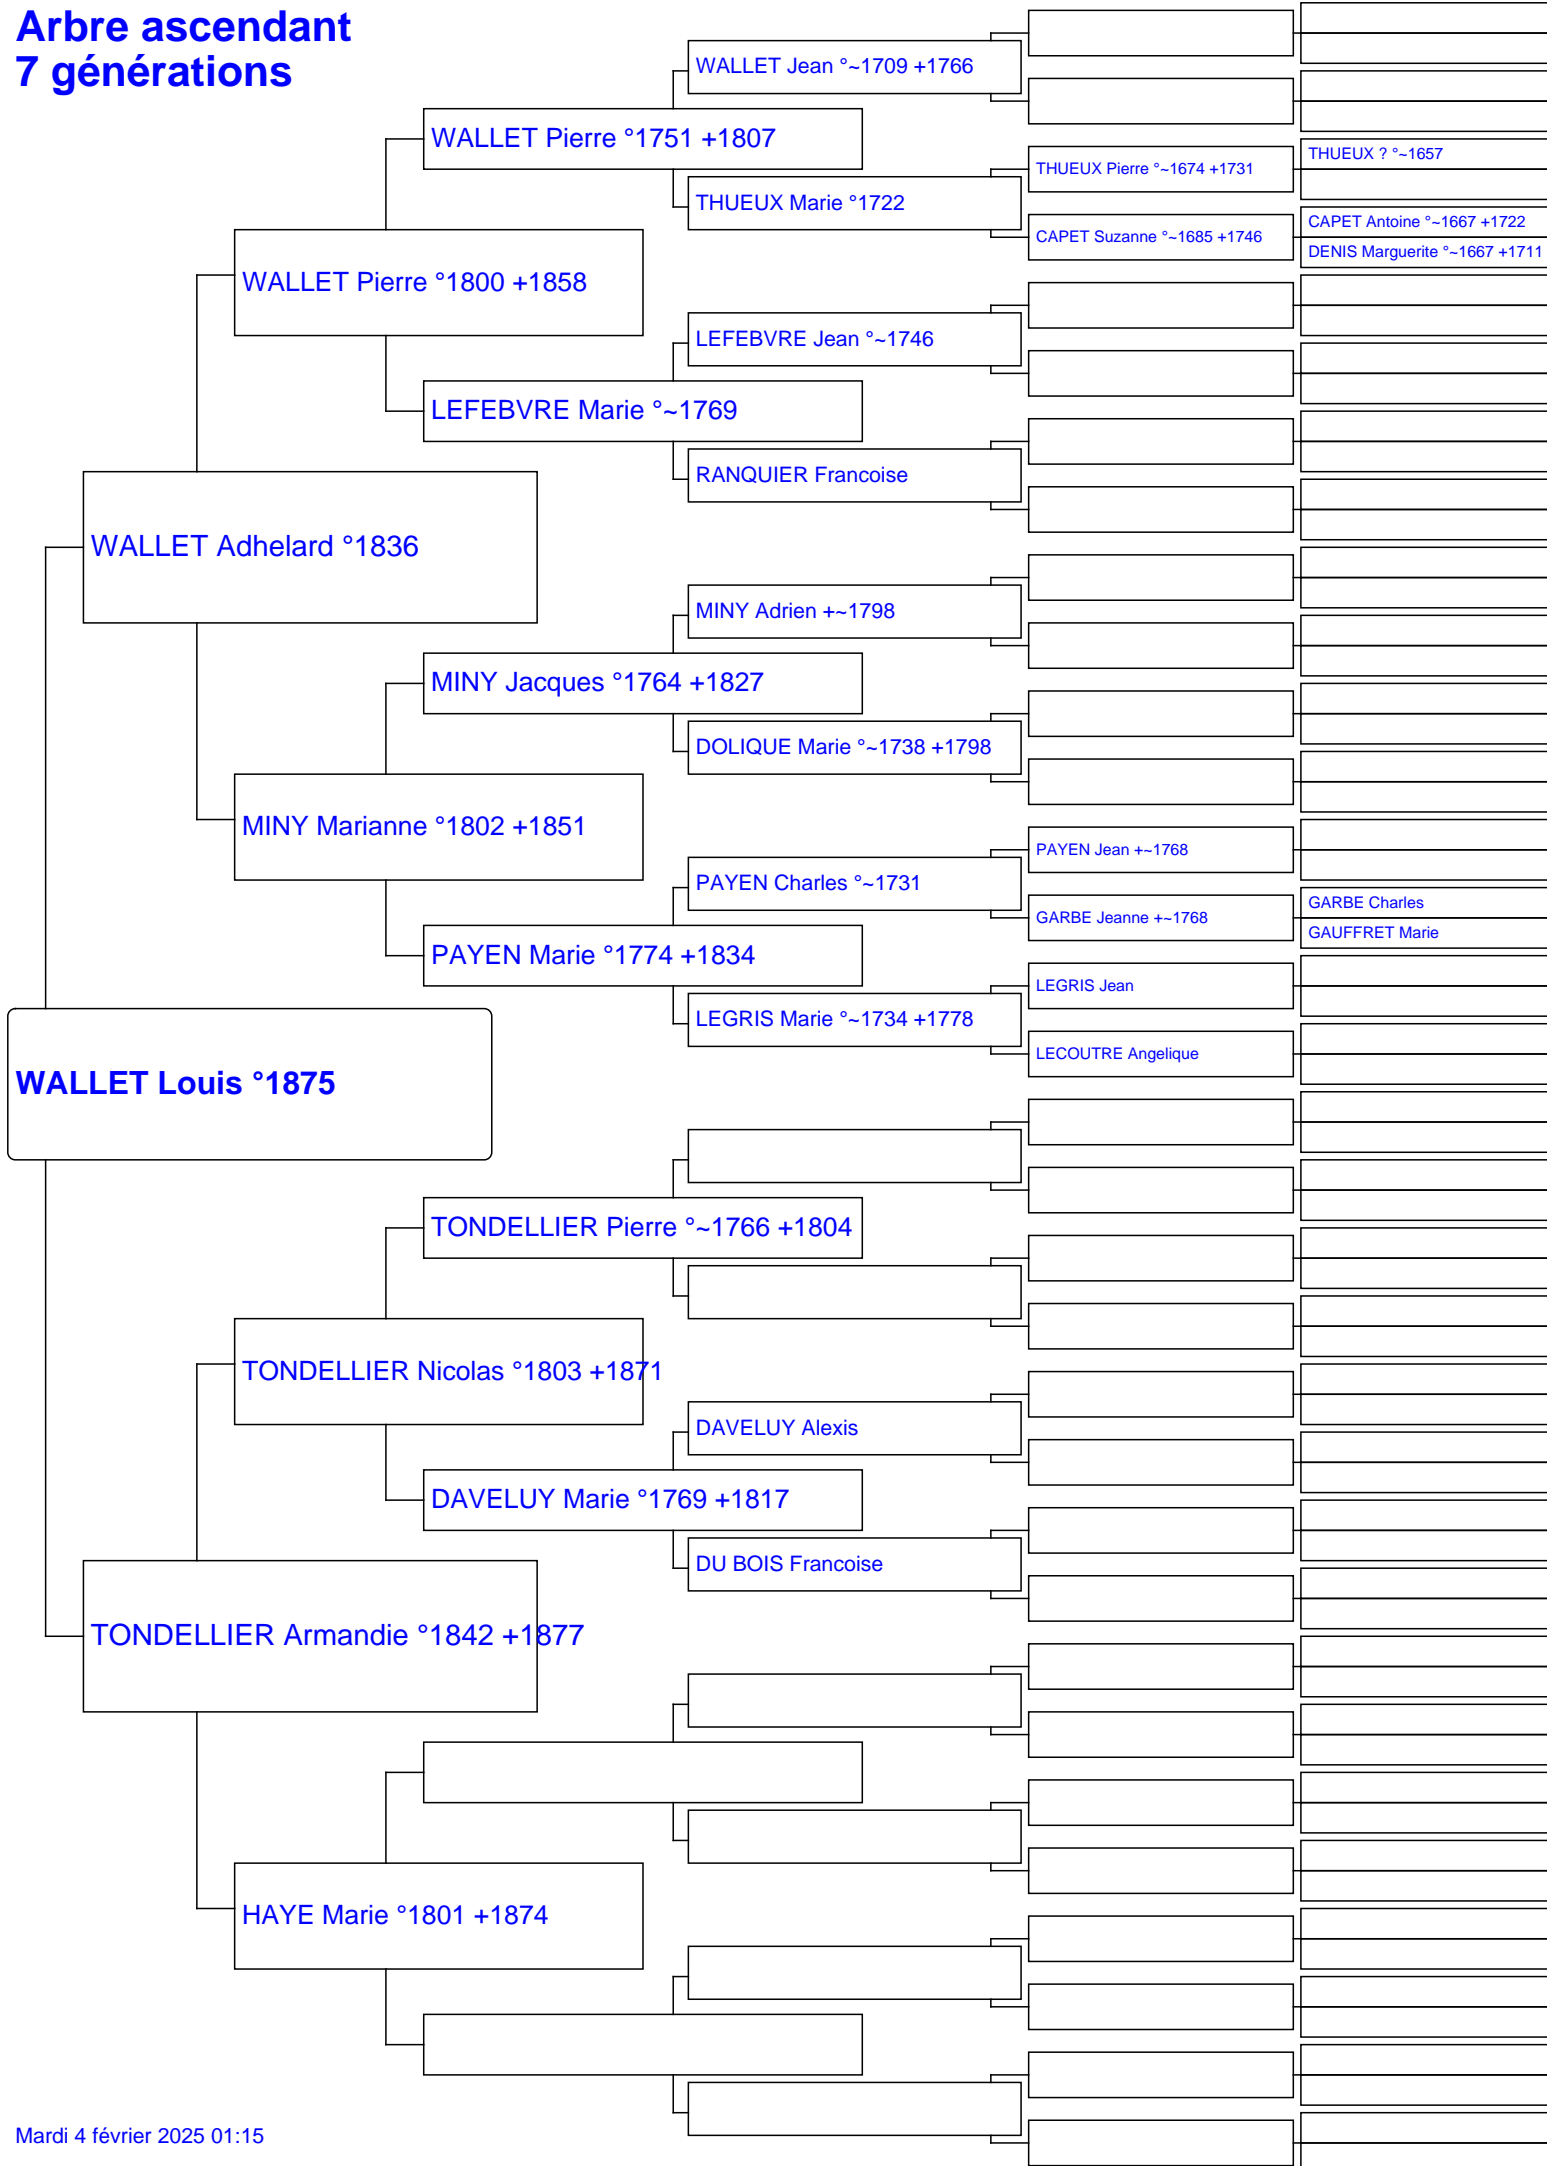 Arbre ascendant
7 générations
WALLET Jean °~1709 +1766
WALLET Pierre °1751 +1807
THUEUX ? °~1657
THUEUX Pierre °~1674 +1731
THUEUX Marie °1722
CAPET Antoine °~1667 +1722
CAPET Suzanne °~1685 +1746
DENIS Marguerite °~1667 +1711
WALLET Pierre °1800 +1858
LEFEBVRE Jean °~1746
LEFEBVRE Marie °~1769
RANQUIER Francoise
WALLET Adhelard °1836
MINY Adrien +~1798
MINY Jacques °1764 +1827
DOLIQUE Marie °~1738 +1798
MINY Marianne °1802 +1851
PAYEN Jean +~1768
PAYEN Charles °~1731
GARBE Charles
GARBE Jeanne +~1768
GAUFFRET Marie
PAYEN Marie °1774 +1834
LEGRIS Jean
LEGRIS Marie °~1734 +1778
LECOUTRE Angelique
WALLET Louis °1875
TONDELLIER Pierre °~1766 +1804
TONDELLIER Nicolas °1803 +1871
DAVELUY Alexis
DAVELUY Marie °1769 +1817
DU BOIS Francoise
TONDELLIER Armandie °1842 +1877
HAYE Marie °1801 +1874
Mardi 4 février 2025 01:15